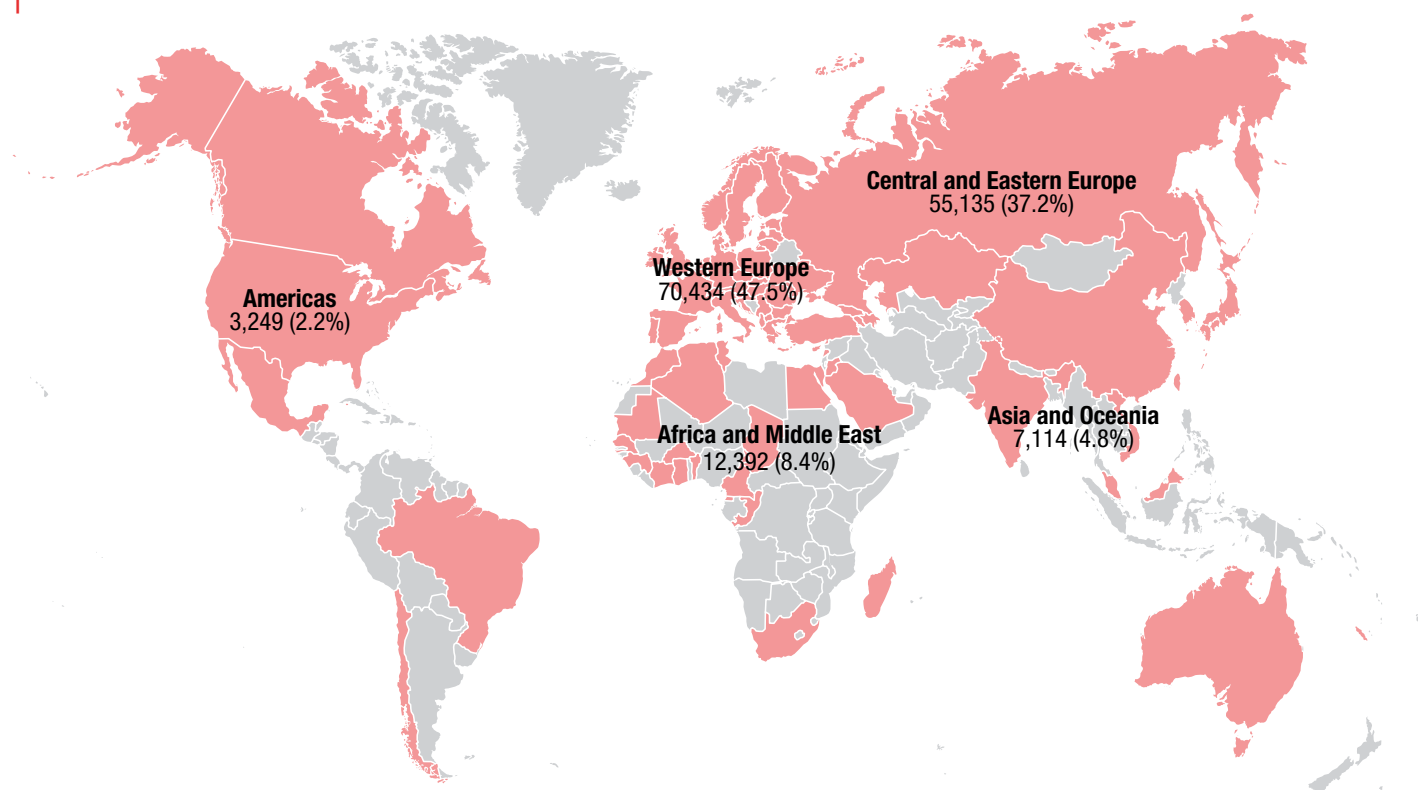 Central and Eastern Europe
55,135 (37.2%)
Western Europe
70,434 (47.5%)
Americas
3,249 (2.2%)
Asia and Oceania
7,114 (4.8%)
Africa and Middle East
12,392 (8.4%)